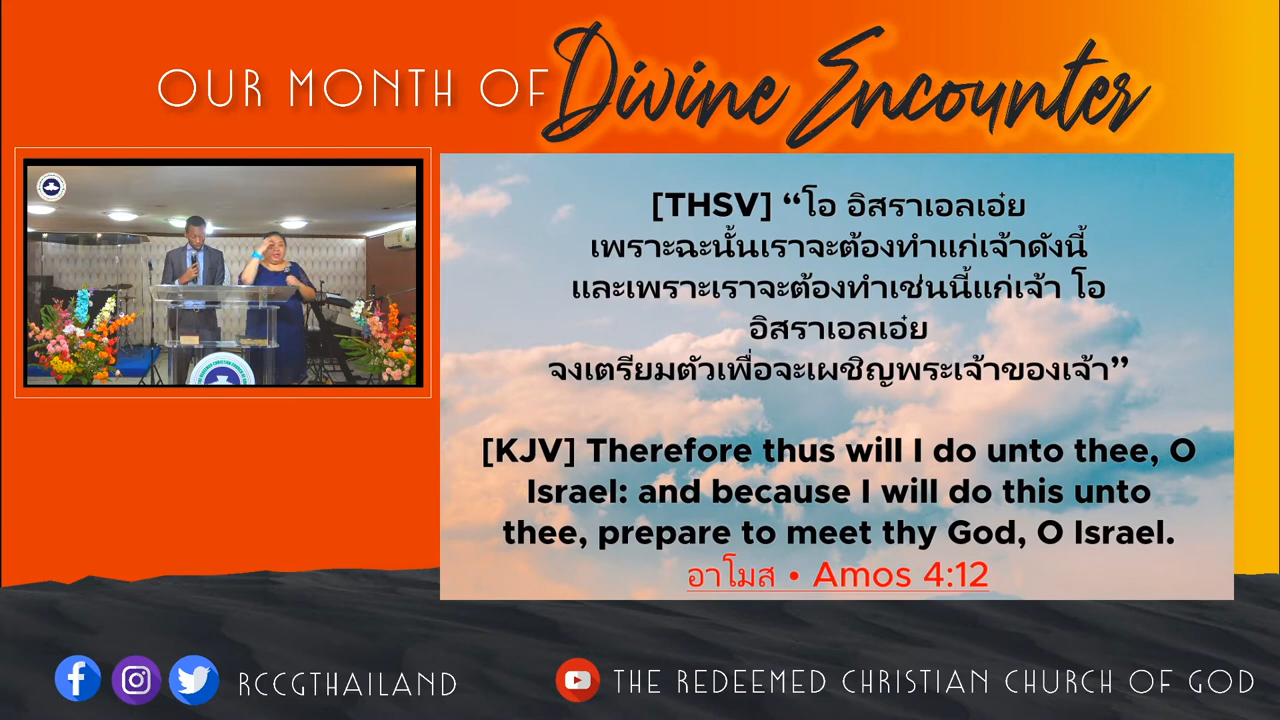 OUR MONTH OF Divine Encounter
[THSV] “โอ อิสราเอลเอ๋ย
เพราะฉะนั้นเราจะต้องทำแก่เจ้าดังนี้
และเพราะเราจะต้องทำเช่นนี้แก่เจ้า โอ
อิสราเอลเอ๋ย
จงเตรียมตัวเพื่อจะเผชิญพระเจ้าของเจ้า”
[KJV] Therefore thus will I do unto thee, O
Israel: and because I will do this unto
thee, prepare to meet thy God, O Israel.
อาโมส • Amos 4:12
RCCGTHAILAND
THE REDEEMED CHRISTIAN CHURCH OF GOD